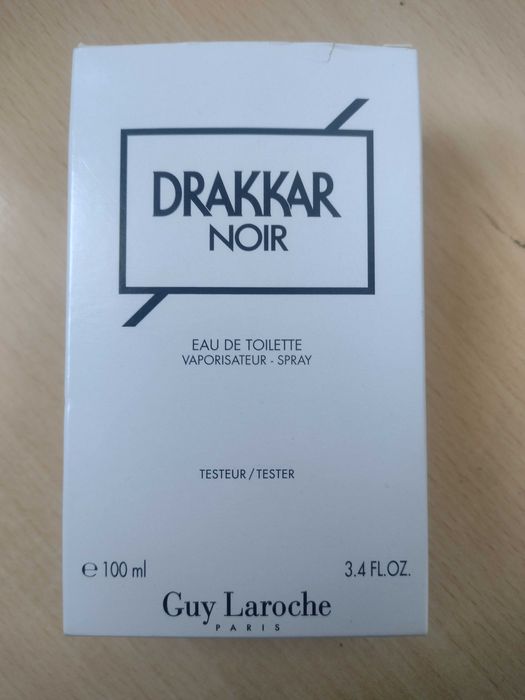 DRAKKAR
NOIR
EAU DE TOILETTE
VAPORISATEUR - SPRAY
TESTEUR / TESTER
℮ 100 ml 3.4 FL.OZ.
Guy Laroche
PARIS